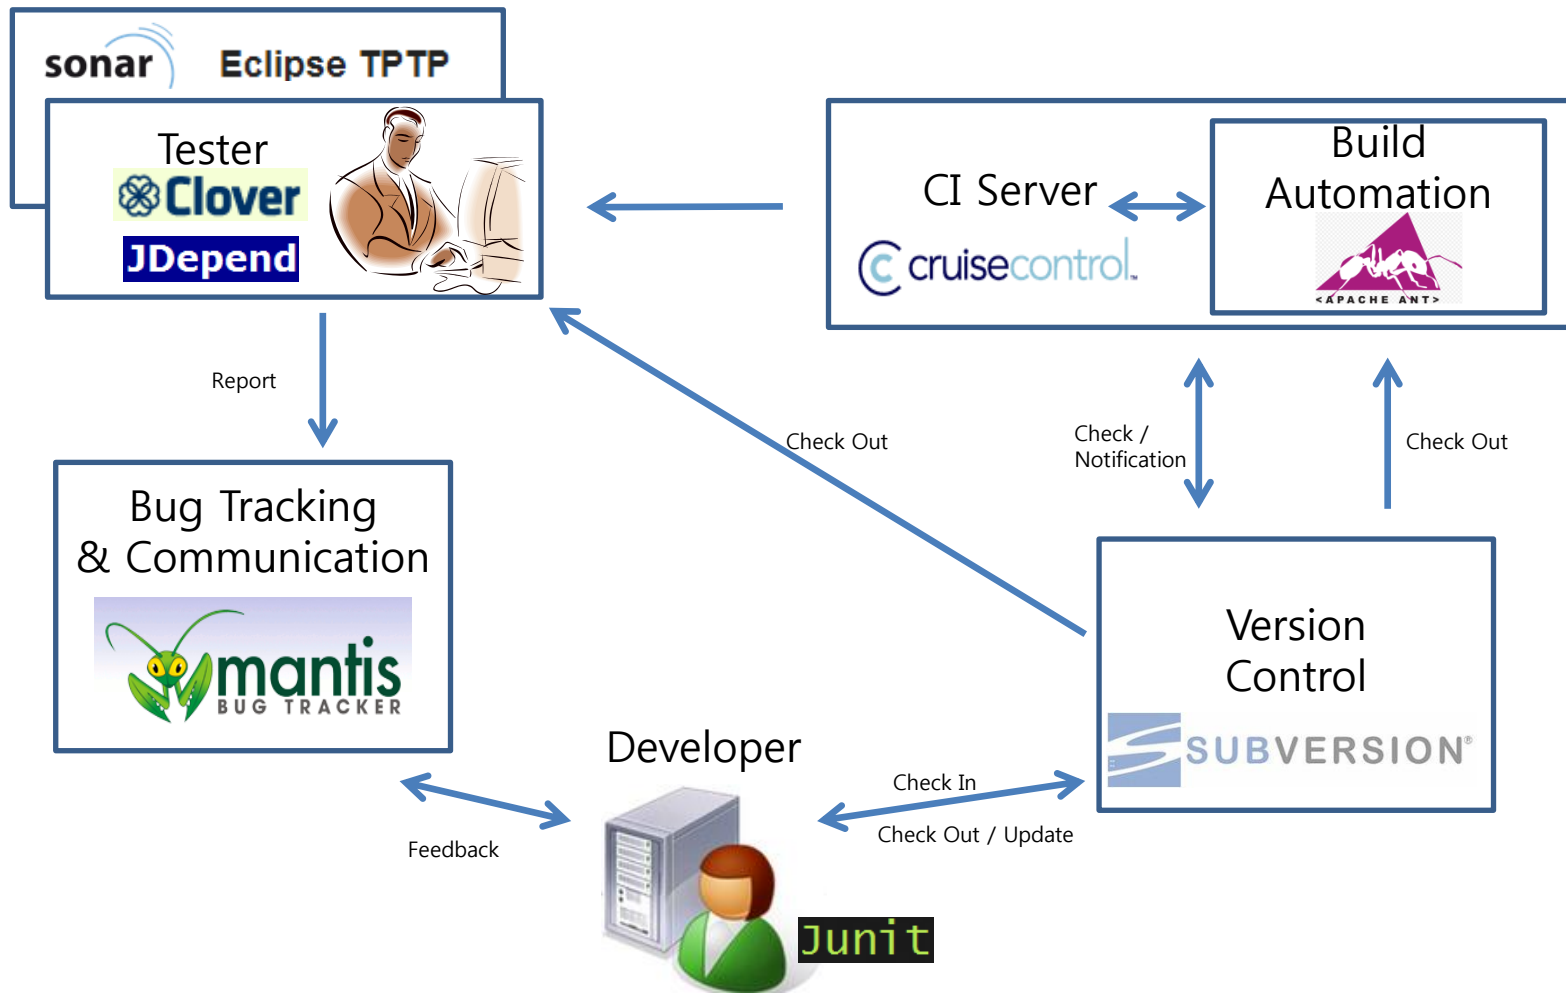 sonar Eclipse TPTP
Tester
Clover
JDepend
CI Server
cruisecontrol™
Build
Automation
<APACHE ANT>
Report
Check Out
Check /
Notification
Check Out
Bug Tracking
& Communication
mantis
BUG TRACKER
Version
Control
SUBVERSION®
Developer
Check In
Check Out / Update
Feedback
Junit